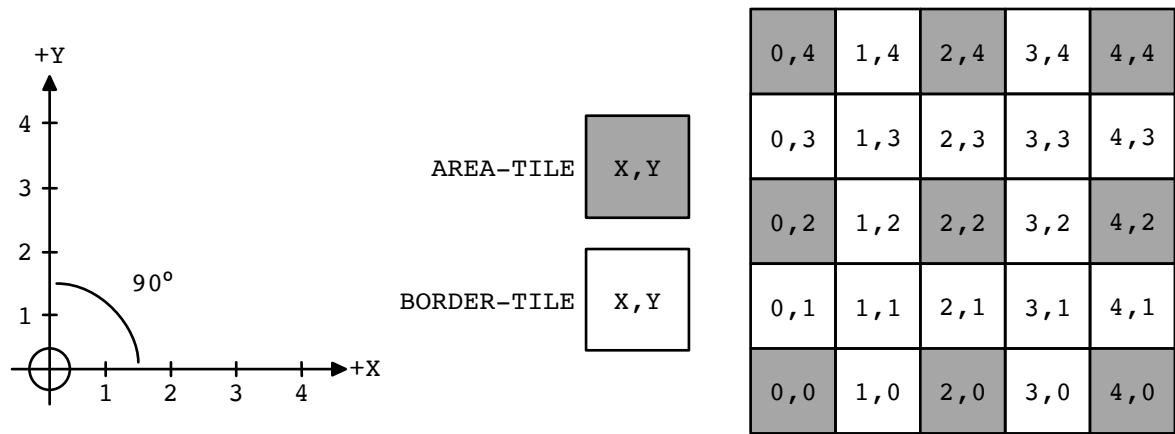 +Y
4
3
2
1
90°
1 2 3 4
+X
AREA-TILE X,Y
BORDER-TILE X,Y
0,4 1,4 2,4 3,4 4,4
0,3 1,3 2,3 3,3 4,3
0,2 1,2 2,2 3,2 4,2
0,1 1,1 2,1 3,1 4,1
0,0 1,0 2,0 3,0 4,0